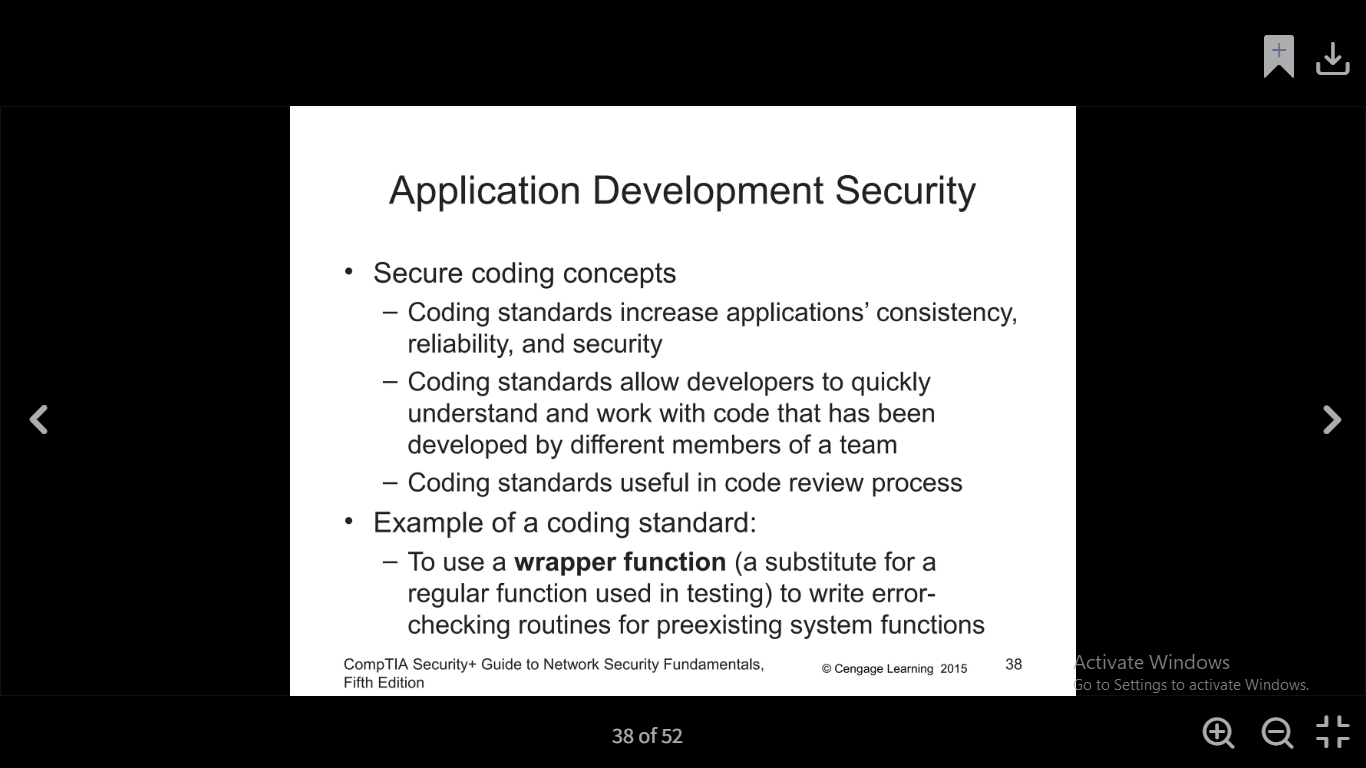 Application Development Security
• Secure coding concepts
– Coding standards increase applications’ consistency,
reliability, and security
– Coding standards allow developers to quickly
understand and work with code that has been
developed by different members of a team
– Coding standards useful in code review process
• Example of a coding standard:
– To use a wrapper function (a substitute for a
regular function used in testing) to write error-
checking routines for preexisting system functions
CompTIA Security+ Guide to Network Security Fundamentals,
Fifth Edition
© Cengage Learning 2015
38
Activate Windows
Go to Settings to activate Windows.
38 of 52